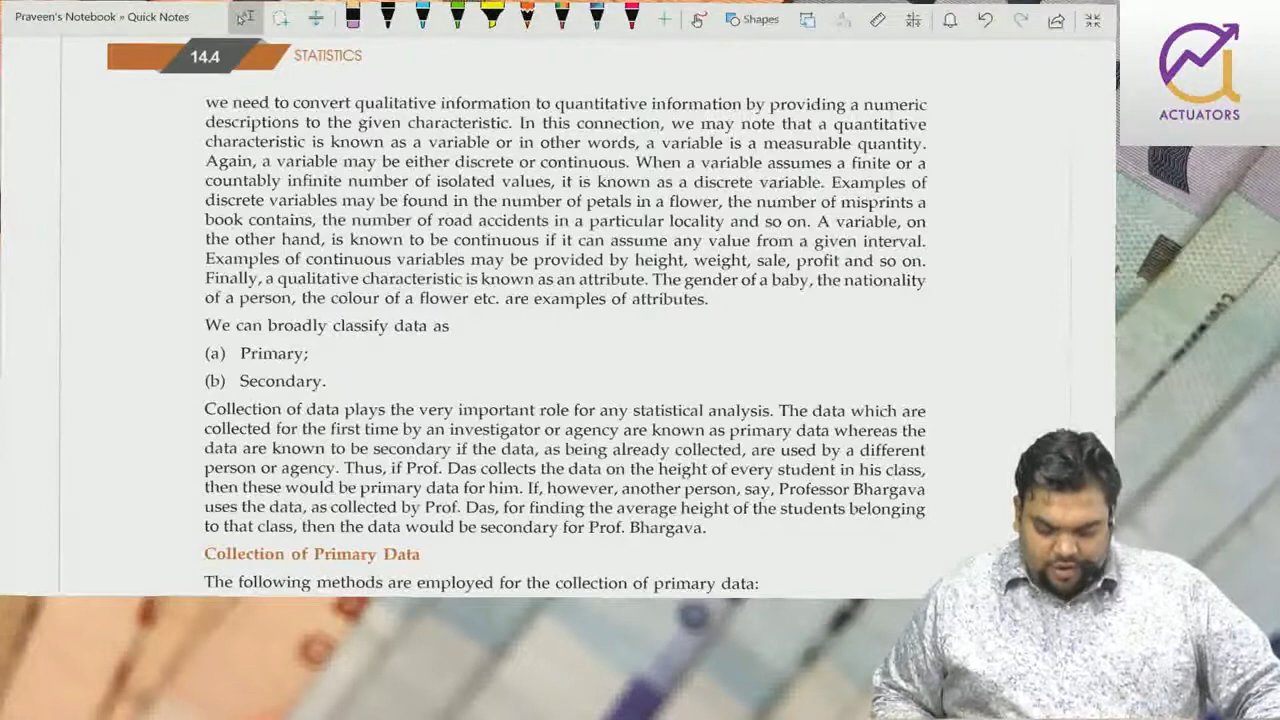 Praveen's Notebook » Quick Notes
Shapes
ACTUATORS
14.4
STATISTICS
we need to convert qualitative information to quantitative information by providing a numeric
descriptions to the given characteristic. In this connection, we may note that a quantitative
characteristic is known as a variable or in other words, a variable is a measurable quantity.
Again, a variable may be either discrete or continuous. When a variable assumes a finite or a
countably infinite number of isolated values, it is known as a discrete variable. Examples of
discrete variables may be found in the number of petals in a flower, the number of misprints a
book contains, the number of road accidents in a particular locality and so on. A variable, on
the other hand, is known to be continuous if it can assume any value from a given interval.
Examples of continuous variables may be provided by height, weight, sale, profit and so on.
Finally, a qualitative characteristic is known as an attribute. The gender of a baby, the nationality
of a person, the colour of a flower etc. are examples of attributes.
We can broadly classify data as
(a) Primary;
(b) Secondary.
Collection of data plays the very important role for any statistical analysis. The data which are
collected for the first time by an investigator or agency are known as primary data whereas the
data are known to be secondary if the data, as being already collected, are used by a different
person or agency. Thus, if Prof. Das collects the data on the height of every student in his class,
then these would be primary data for him. If, however, another person, say, Professor Bhargava
uses the data, as collected by Prof. Das, for finding the average height of the students belonging
to that class, then the data would be secondary for Prof. Bhargava.
Collection of Primary Data
The following methods are employed for the collection of primary data: